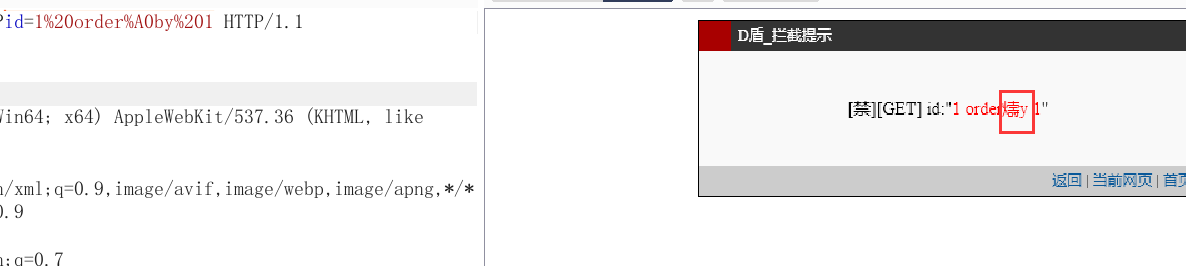 ?id=1%20order%A0by%201 HTTP/1.1
Win64; x64) AppleWebKit/537.36 (KHTML, like
n/xml;q=0.9,image/avif,image/webp,image/apng,*/*
0.9
n;q=0.7
D盾_拦截提示
[禁][GET] id:"1 order燽y 1"
返回 | 当前网页 | 首页